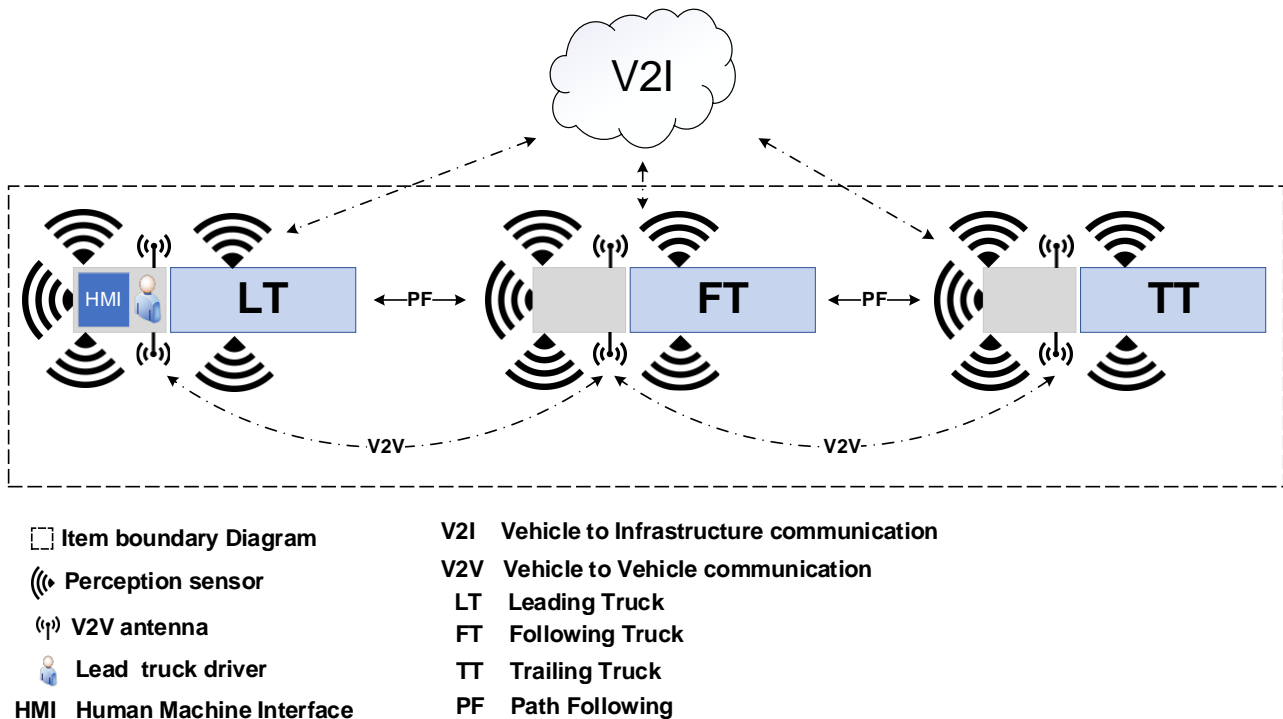 V2I
HMI
LT
PF
FT
PF
TT
V2V
V2V
Item boundary Diagram
Perception sensor
V2V antenna
Lead truck driver
HMI Human Machine Interface
V2I Vehicle to Infrastructure communication
V2V Vehicle to Vehicle communication
LT Leading Truck
FT Following Truck
TT Trailing Truck
PF Path Following